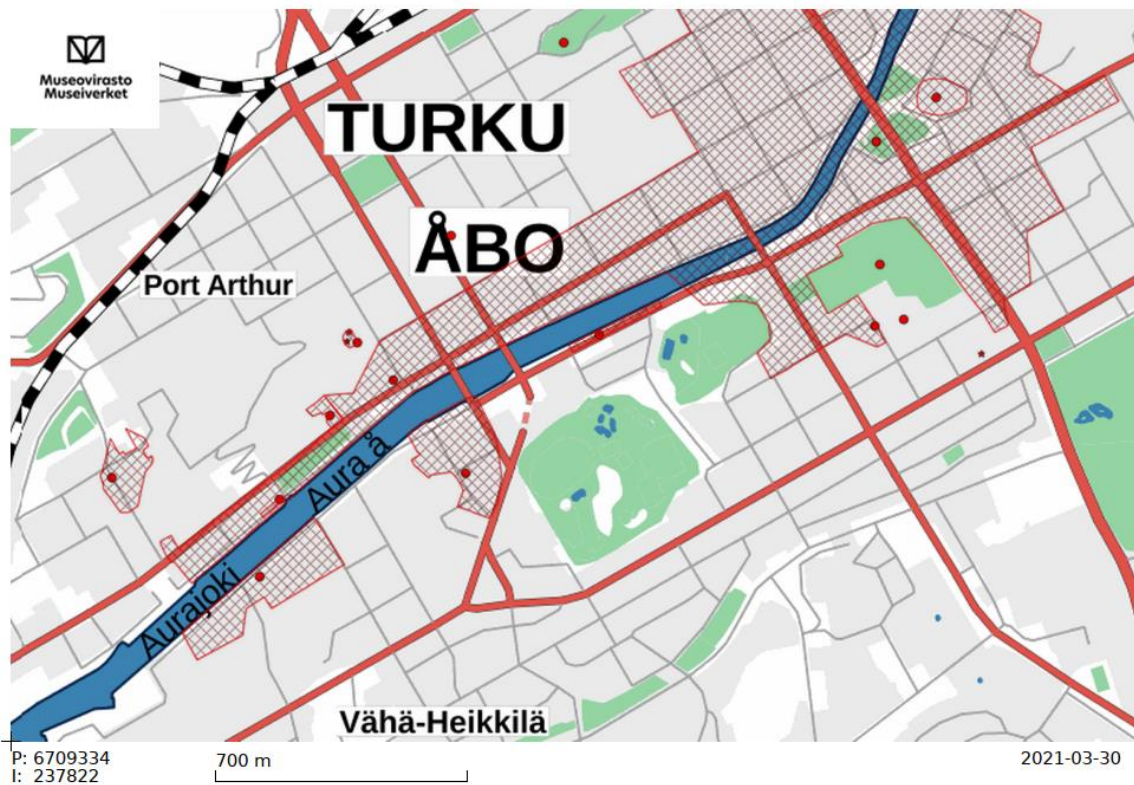 Museovirasto
Museiverket
TURKU
ÅBO
Port Arthur
Aura å
Aurajoki
Vähä-Heikkilä
P: 6709334
I: 237822
700 m
2021-03-30